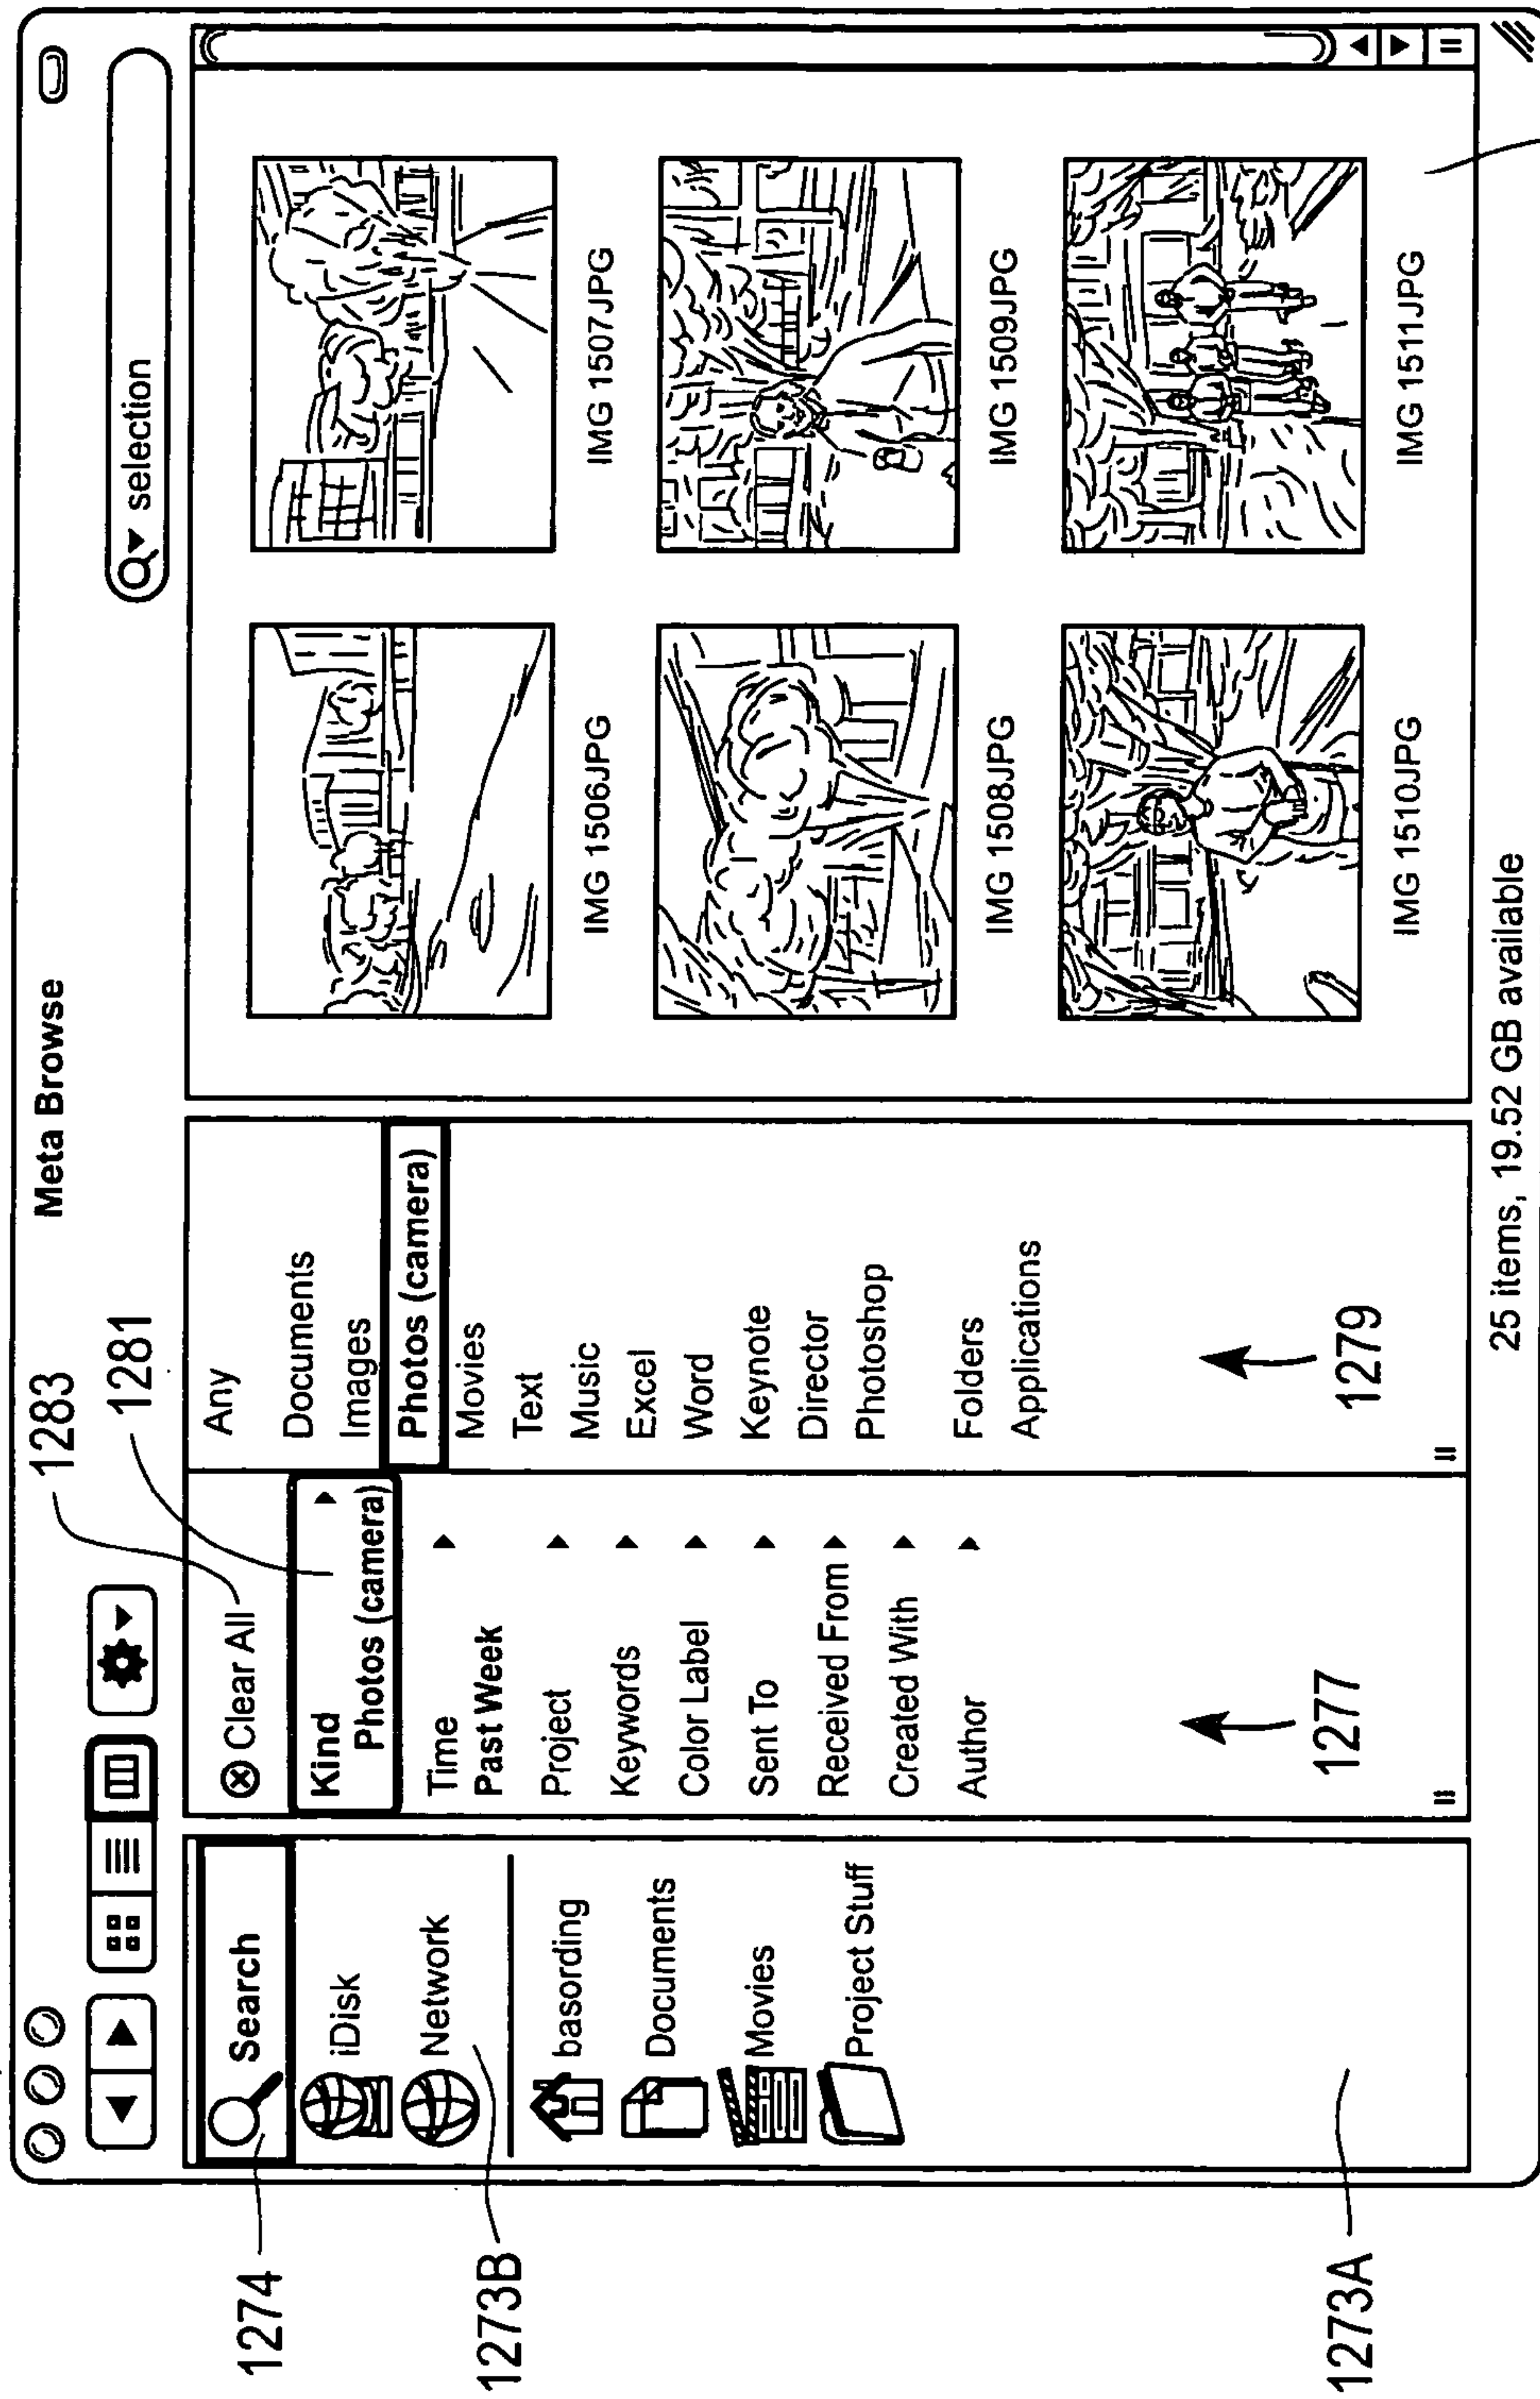 Meta Browse
selection
1283
1281
1274
1273B
1273A
Search
iDisk
Network
basording
Documents
Movies
Project Stuff
Clear All
Kind
Photos (camera)
Time
Past Week
Project
Keywords
Color Label
Sent To
Received From
Created With
Author
1277
Any
Documents
Images
Photos (camera)
Movies
Text
Music
Excel
Word
Keynote
Director
Photoshop
Folders
Applications
1279
IMG 1506JPG
IMG 1507JPG
IMG 1508JPG
IMG 1509JPG
IMG 1510JPG
IMG 1511JPG
25 items, 19.52 GB available